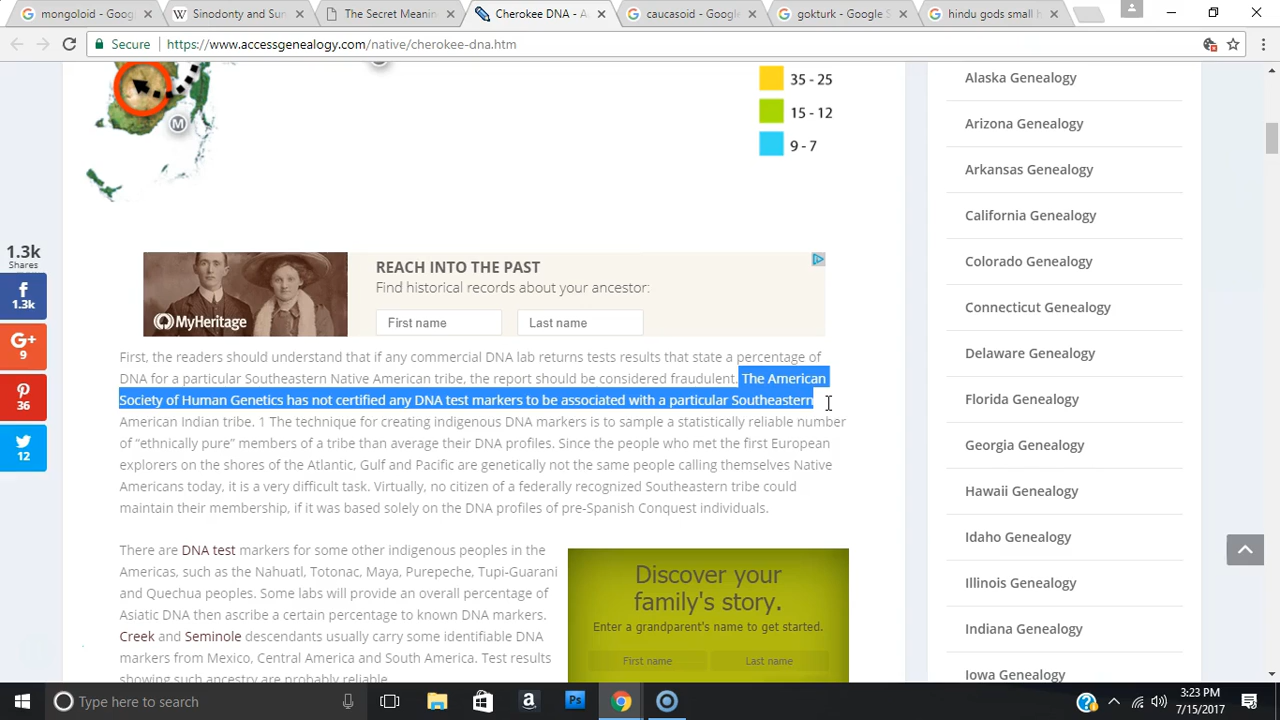 mongoloid - Google
Sinodonty and Sun
The Secret Meanin
Cherokee DNA - A
caucasoid - Google
gokturk - Google S
hindu gods small h
Secure
https://www.accessgenealogy.com/native/cherokee-dna.htm
M
35 - 25
15 - 12
9 - 7
1.3k
Shares
1.3k
9
36
12
MyHeritage
REACH INTO THE PAST
Find historical records about your ancestor:
First name
Last name
First, the readers should understand that if any commercial DNA lab returns tests results that state a percentage of
DNA for a particular Southeastern Native American tribe, the report should be considered fraudulent. The American
Society of Human Genetics has not certified any DNA test markers to be associated with a particular Southeastern
American Indian tribe. 1 The technique for creating indigenous DNA markers is to sample a statistically reliable number
of “ethnically pure” members of a tribe than average their DNA profiles. Since the people who met the first European
explorers on the shores of the Atlantic, Gulf and Pacific are genetically not the same people calling themselves Native
Americans today, it is a very difficult task. Virtually, no citizen of a federally recognized Southeastern tribe could
maintain their membership, if it was based solely on the DNA profiles of pre-Spanish Conquest individuals.
There are DNA test markers for some other indigenous peoples in the
Americas, such as the Nahuatl, Totonac, Maya, Purepeche, Tupi-Guarani
and Quechua peoples. Some labs will provide an overall percentage of
Asiatic DNA then ascribe a certain percentage to known DNA markers.
Creek and Seminole descendants usually carry some identifiable DNA
markers from Mexico, Central America and South America. Test results
showing such ancestry are probably reliable.
Discover your
family's story.
Enter a grandparent's name to get started.
First name
Last name
Alaska Genealogy
Arizona Genealogy
Arkansas Genealogy
California Genealogy
Colorado Genealogy
Connecticut Genealogy
Delaware Genealogy
Florida Genealogy
Georgia Genealogy
Hawaii Genealogy
Idaho Genealogy
Illinois Genealogy
Indiana Genealogy
Iowa Genealogy
Type here to search
3:23 PM
7/15/2017